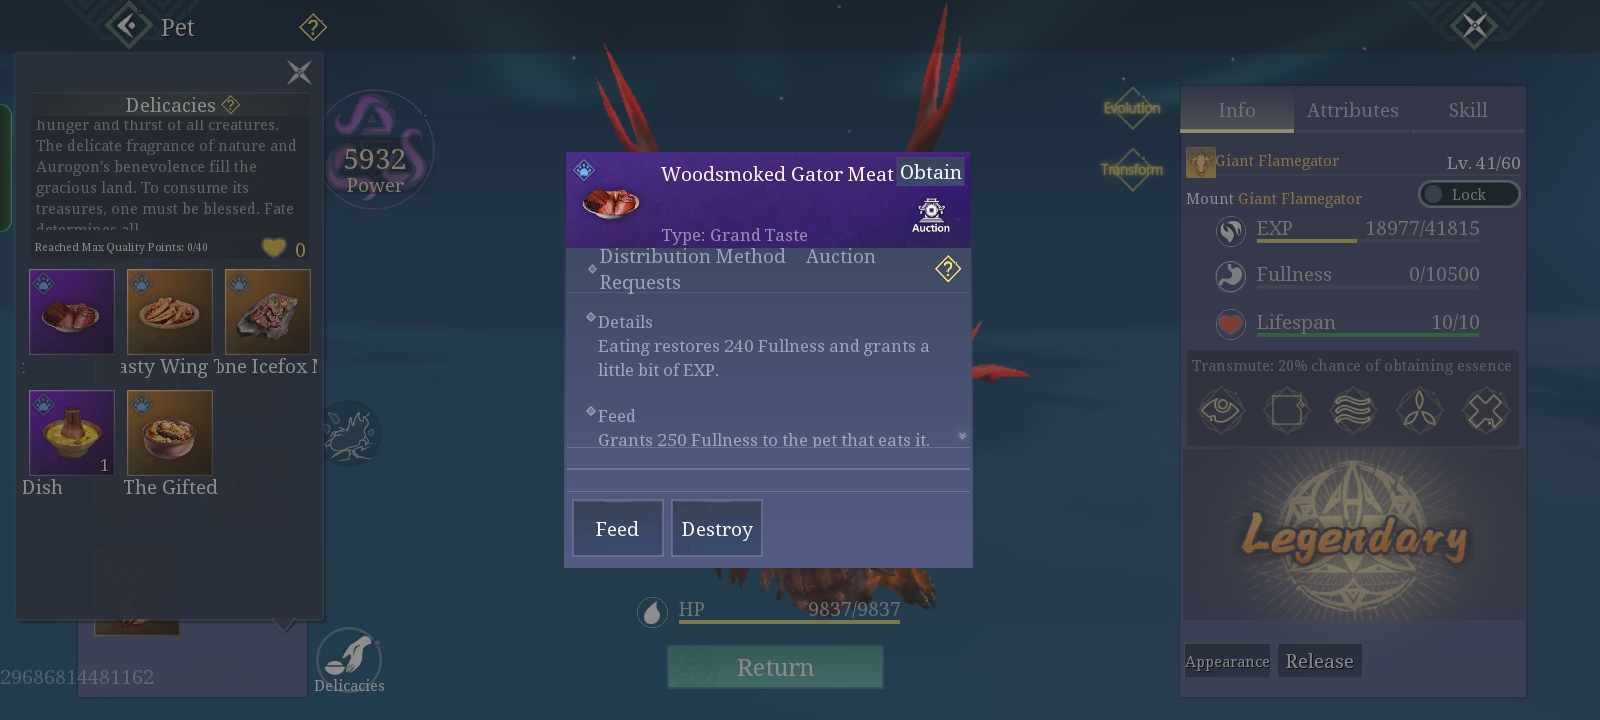 Pet
Delicacies
hunger and thirst of all creatures.
The delicate fragrance of nature and
Aurogon's benevolence fill the
gracious land. To consume its
treasures, one must be blessed. Fate
determines all
Reached Max Quality Points: 0/40
0
asty Wing
one Icefox
1
Dish
The Gifted
5932
Power
29686814481162
Delicacies
Woodsmoked Gator Meat
Obtain
Auction
Type: Grand Taste
Distribution Method Auction
Requests
Details
Eating restores 240 Fullness and grants a
little bit of EXP.
Feed
Grants 250 Fullness to the pet that eats it.
Feed
Destroy
HP
9837/9837
Return
Evolution
Transform
Info
Attributes
Skill
Giant Flamegator
Lv. 41/60
Mount Giant Flamegator
Lock
EXP
18977/41815
Fullness
0/10500
Lifespan
10/10
Transmute: 20% chance of obtaining essence
Legendary
Appearance
Release